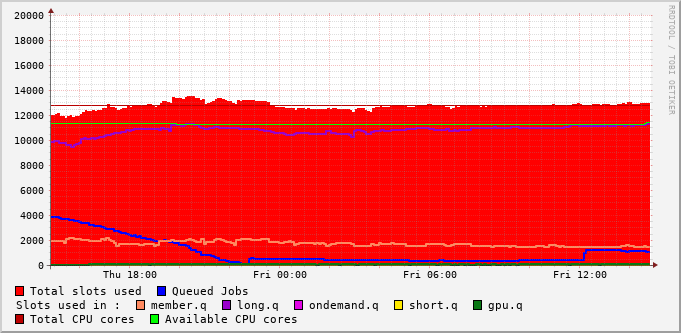 RRDTOOL / TOBI OETIKER
20000
18000
16000
14000
12000
10000
8000
6000
4000
2000
0
Thu 18:00 Fri 00:00 Fri 06:00 Fri 12:00
Total slots used Queued Jobs
Slots used in : member.q long.q ondemand.q short.q gpu.q
Total CPU cores Available CPU cores